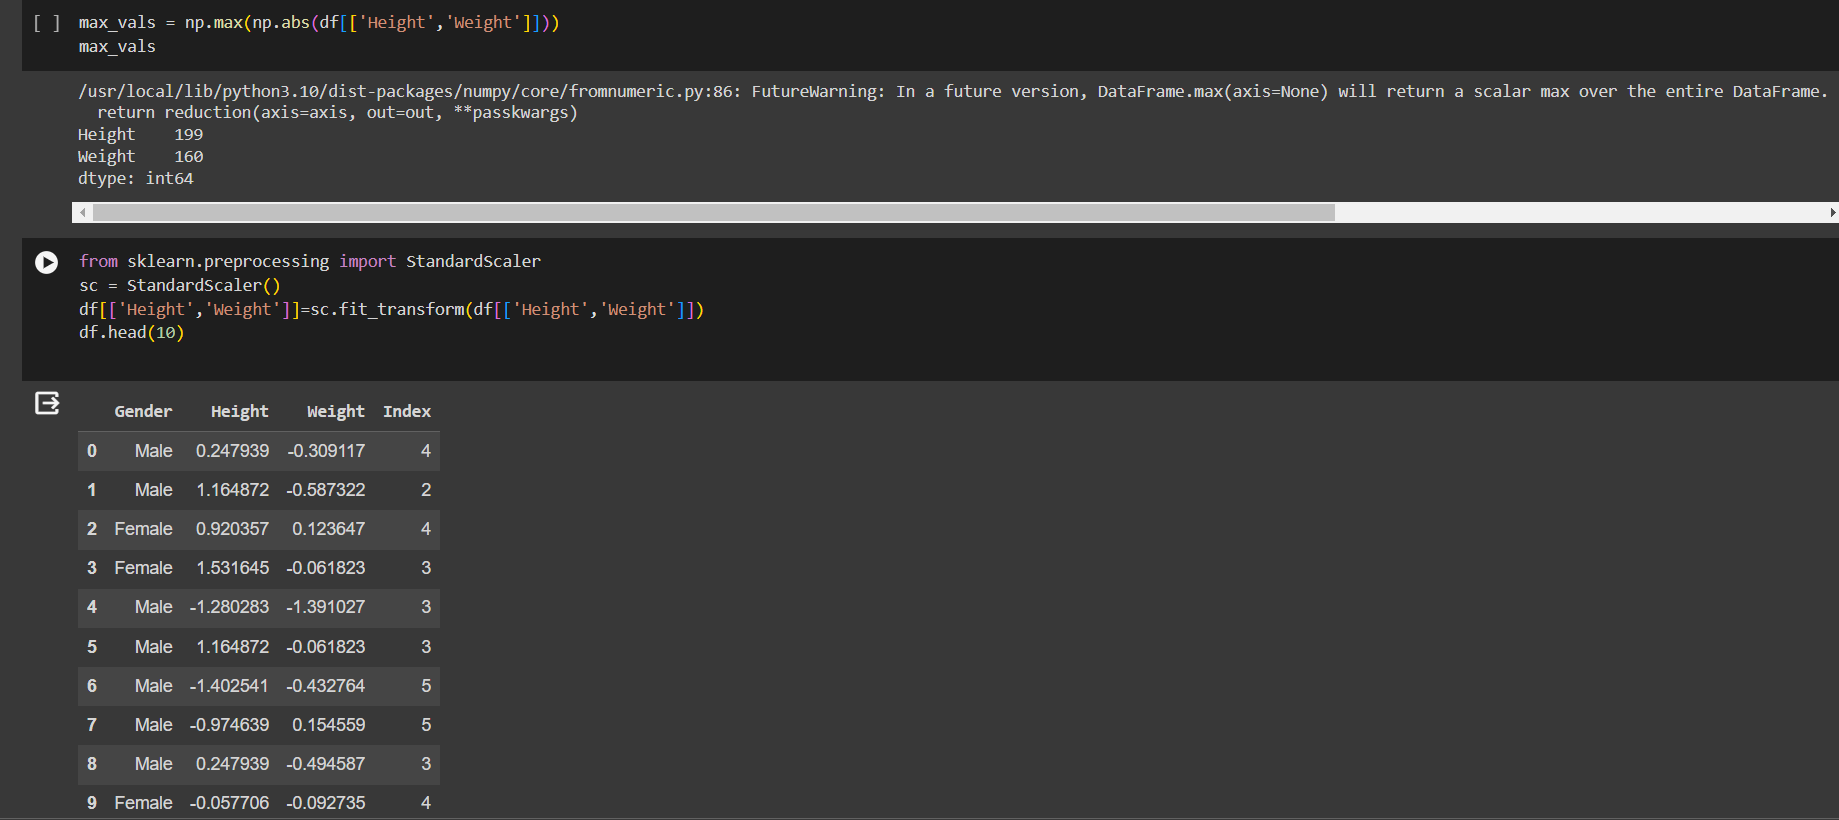 [ ] max_vals = np.max(np.abs(df[['Height','Weight']]))
max_vals
/usr/local/lib/python3.10/dist-packages/numpy/core/fromnumeric.py:86: FutureWarning: In a future version, DataFrame.max(axis=None) will return a scalar max over the entire DataFrame.
return reduction(axis=axis, out=out, **passkwargs)
Height 199
Weight 160
dtype: int64
from sklearn.preprocessing import StandardScaler
sc = StandardScaler()
df[['Height','Weight']]=sc.fit_transform(df[['Height','Weight']])
df.head(10)
Gender Height Weight Index
0 Male 0.247939 -0.309117 4
1 Male 1.164872 -0.587322 2
2 Female 0.920357 0.123647 4
3 Female 1.531645 -0.061823 3
4 Male -1.280283 -1.391027 3
5 Male 1.164872 -0.061823 3
6 Male -1.402541 -0.432764 5
7 Male -0.974639 0.154559 5
8 Male 0.247939 -0.494587 3
9 Female -0.057706 -0.092735 4